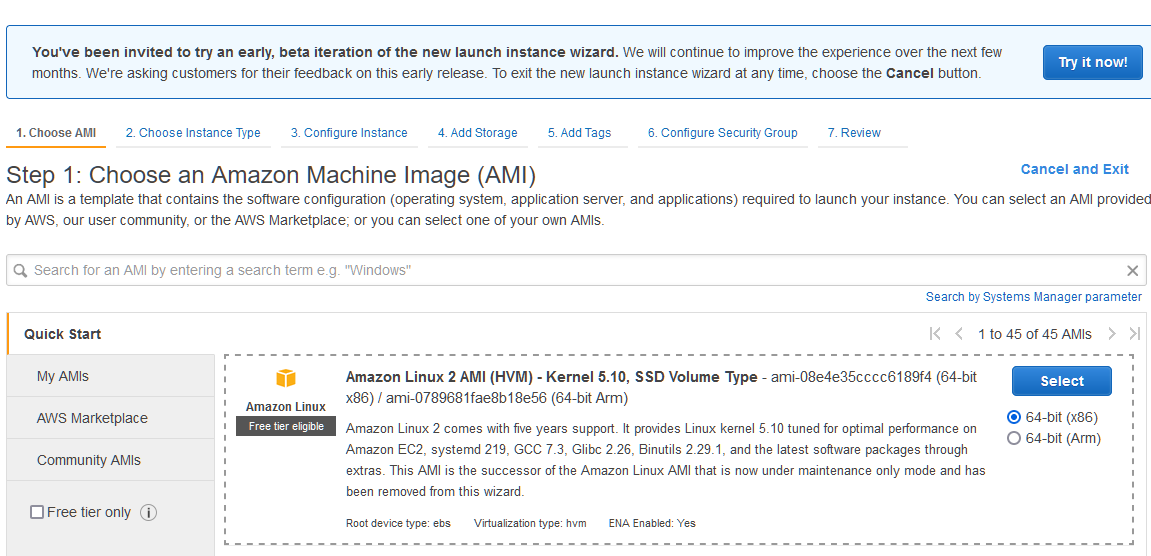 You've been invited to try an early, beta iteration of the new launch instance wizard. We will continue to improve the experience over the next few
months. We're asking customers for their feedback on this early release. To exit the new launch instance wizard at any time, choose the Cancel button.
Try it now!
1. Choose AMI
2. Choose Instance Type
3. Configure Instance
4. Add Storage
5. Add Tags
6. Configure Security Group
7. Review
Step 1: Choose an Amazon Machine Image (AMI)
Cancel and Exit
An AMI is a template that contains the software configuration (operating system, application server, and applications) required to launch your instance. You can select an AMI provided
by AWS, our user community, or the AWS Marketplace; or you can select one of your own AMIs.
Search for an AMI by entering a search term e.g. "Windows"
Search by Systems Manager parameter
Quick Start
1 to 45 of 45 AMIs
My AMIs
AWS Marketplace
Community AMIs
Free tier only
Amazon Linux
Free tier eligible
Amazon Linux 2 AMI (HVM) - Kernel 5.10, SSD Volume Type - ami-08e4e35cccc6189f4 (64-bit
x86) / ami-0789681fae8b18e56 (64-bit Arm)
Amazon Linux 2 comes with five years support. It provides Linux kernel 5.10 tuned for optimal performance on
Amazon EC2, systemd 219, GCC 7.3, Glibc 2.26, Binutils 2.29.1, and the latest software packages through
extras. This AMI is the successor of the Amazon Linux AMI that is now under maintenance only mode and has
been removed from this wizard.
Root device type: ebs
Virtualization type: hvm
ENA Enabled: Yes
Select
64-bit (x86)
64-bit (Arm)